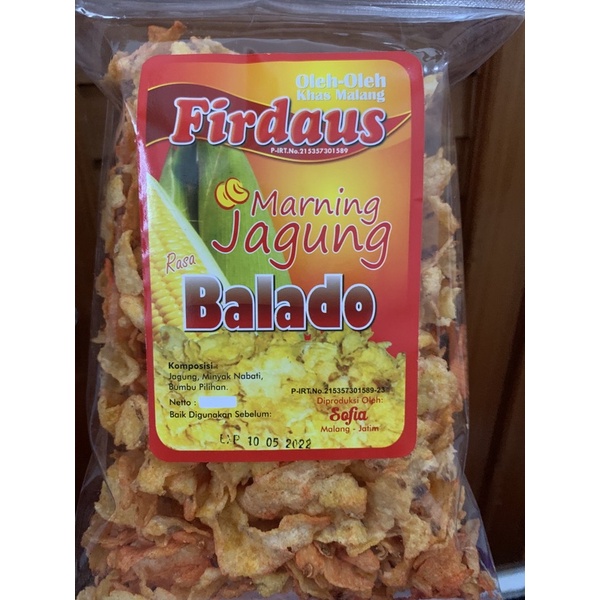 Oleh-Oleh
Khas Malang
Firdaus
P-IRT.No.215357301589
Marning
Jagung
Rasa
Balado
Komposisi:
Jagung, Minyak Nabati,
Bumbu Pilihan.
Netto :
Baik Digunakan Sebelum:
10 05 2022
P-IRT.No.215357301589-23
Diproduksi Oleh:
Sofia
Malang - Jatim